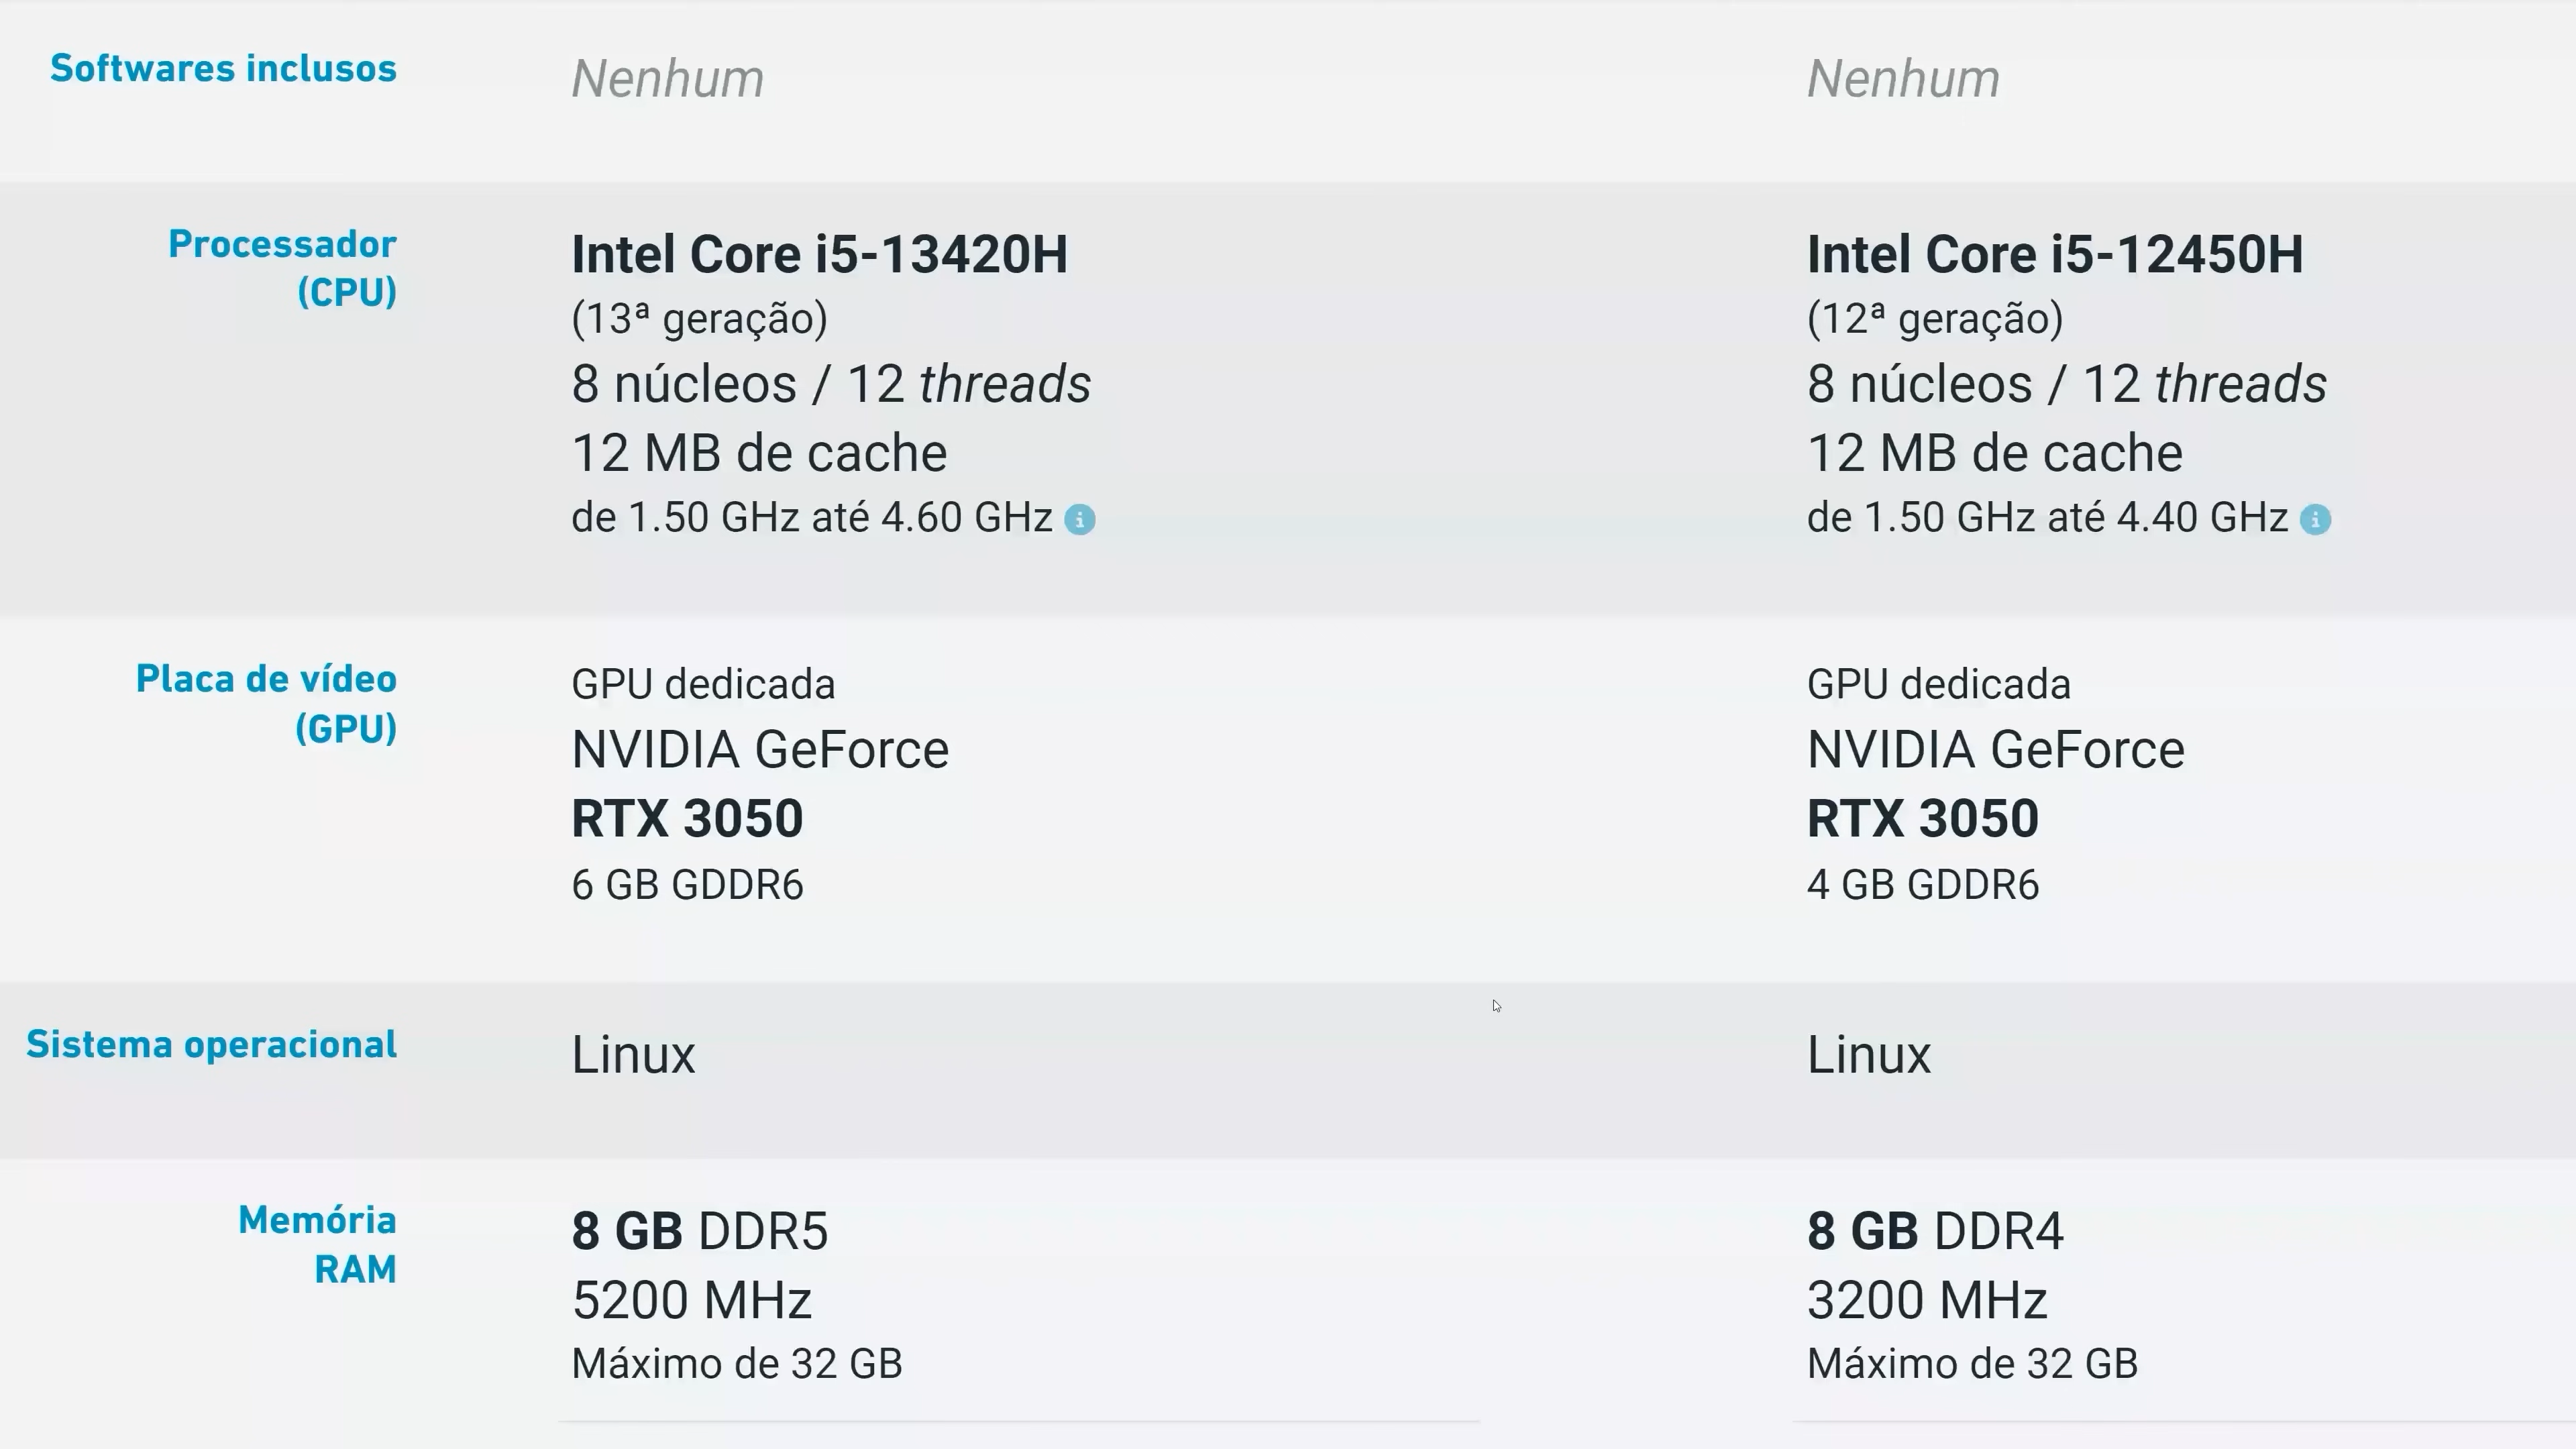 Softwares inclusos
Nenhum
Nenhum
Processador
(CPU)
Intel Core i5-13420H
(13ª geração)
8 núcleos / 12 threads
12 MB de cache
de 1.50 GHz até 4.60 GHz
Intel Core i5-12450H
(12ª geração)
8 núcleos / 12 threads
12 MB de cache
de 1.50 GHz até 4.40 GHz
Placa de vídeo
(GPU)
GPU dedicada
NVIDIA GeForce
RTX 3050
6 GB GDDR6
GPU dedicada
NVIDIA GeForce
RTX 3050
4 GB GDDR6
Sistema operacional
Linux
Linux
Memória
RAM
8 GB DDR5
5200 MHz
Máximo de 32 GB
8 GB DDR4
3200 MHz
Máximo de 32 GB